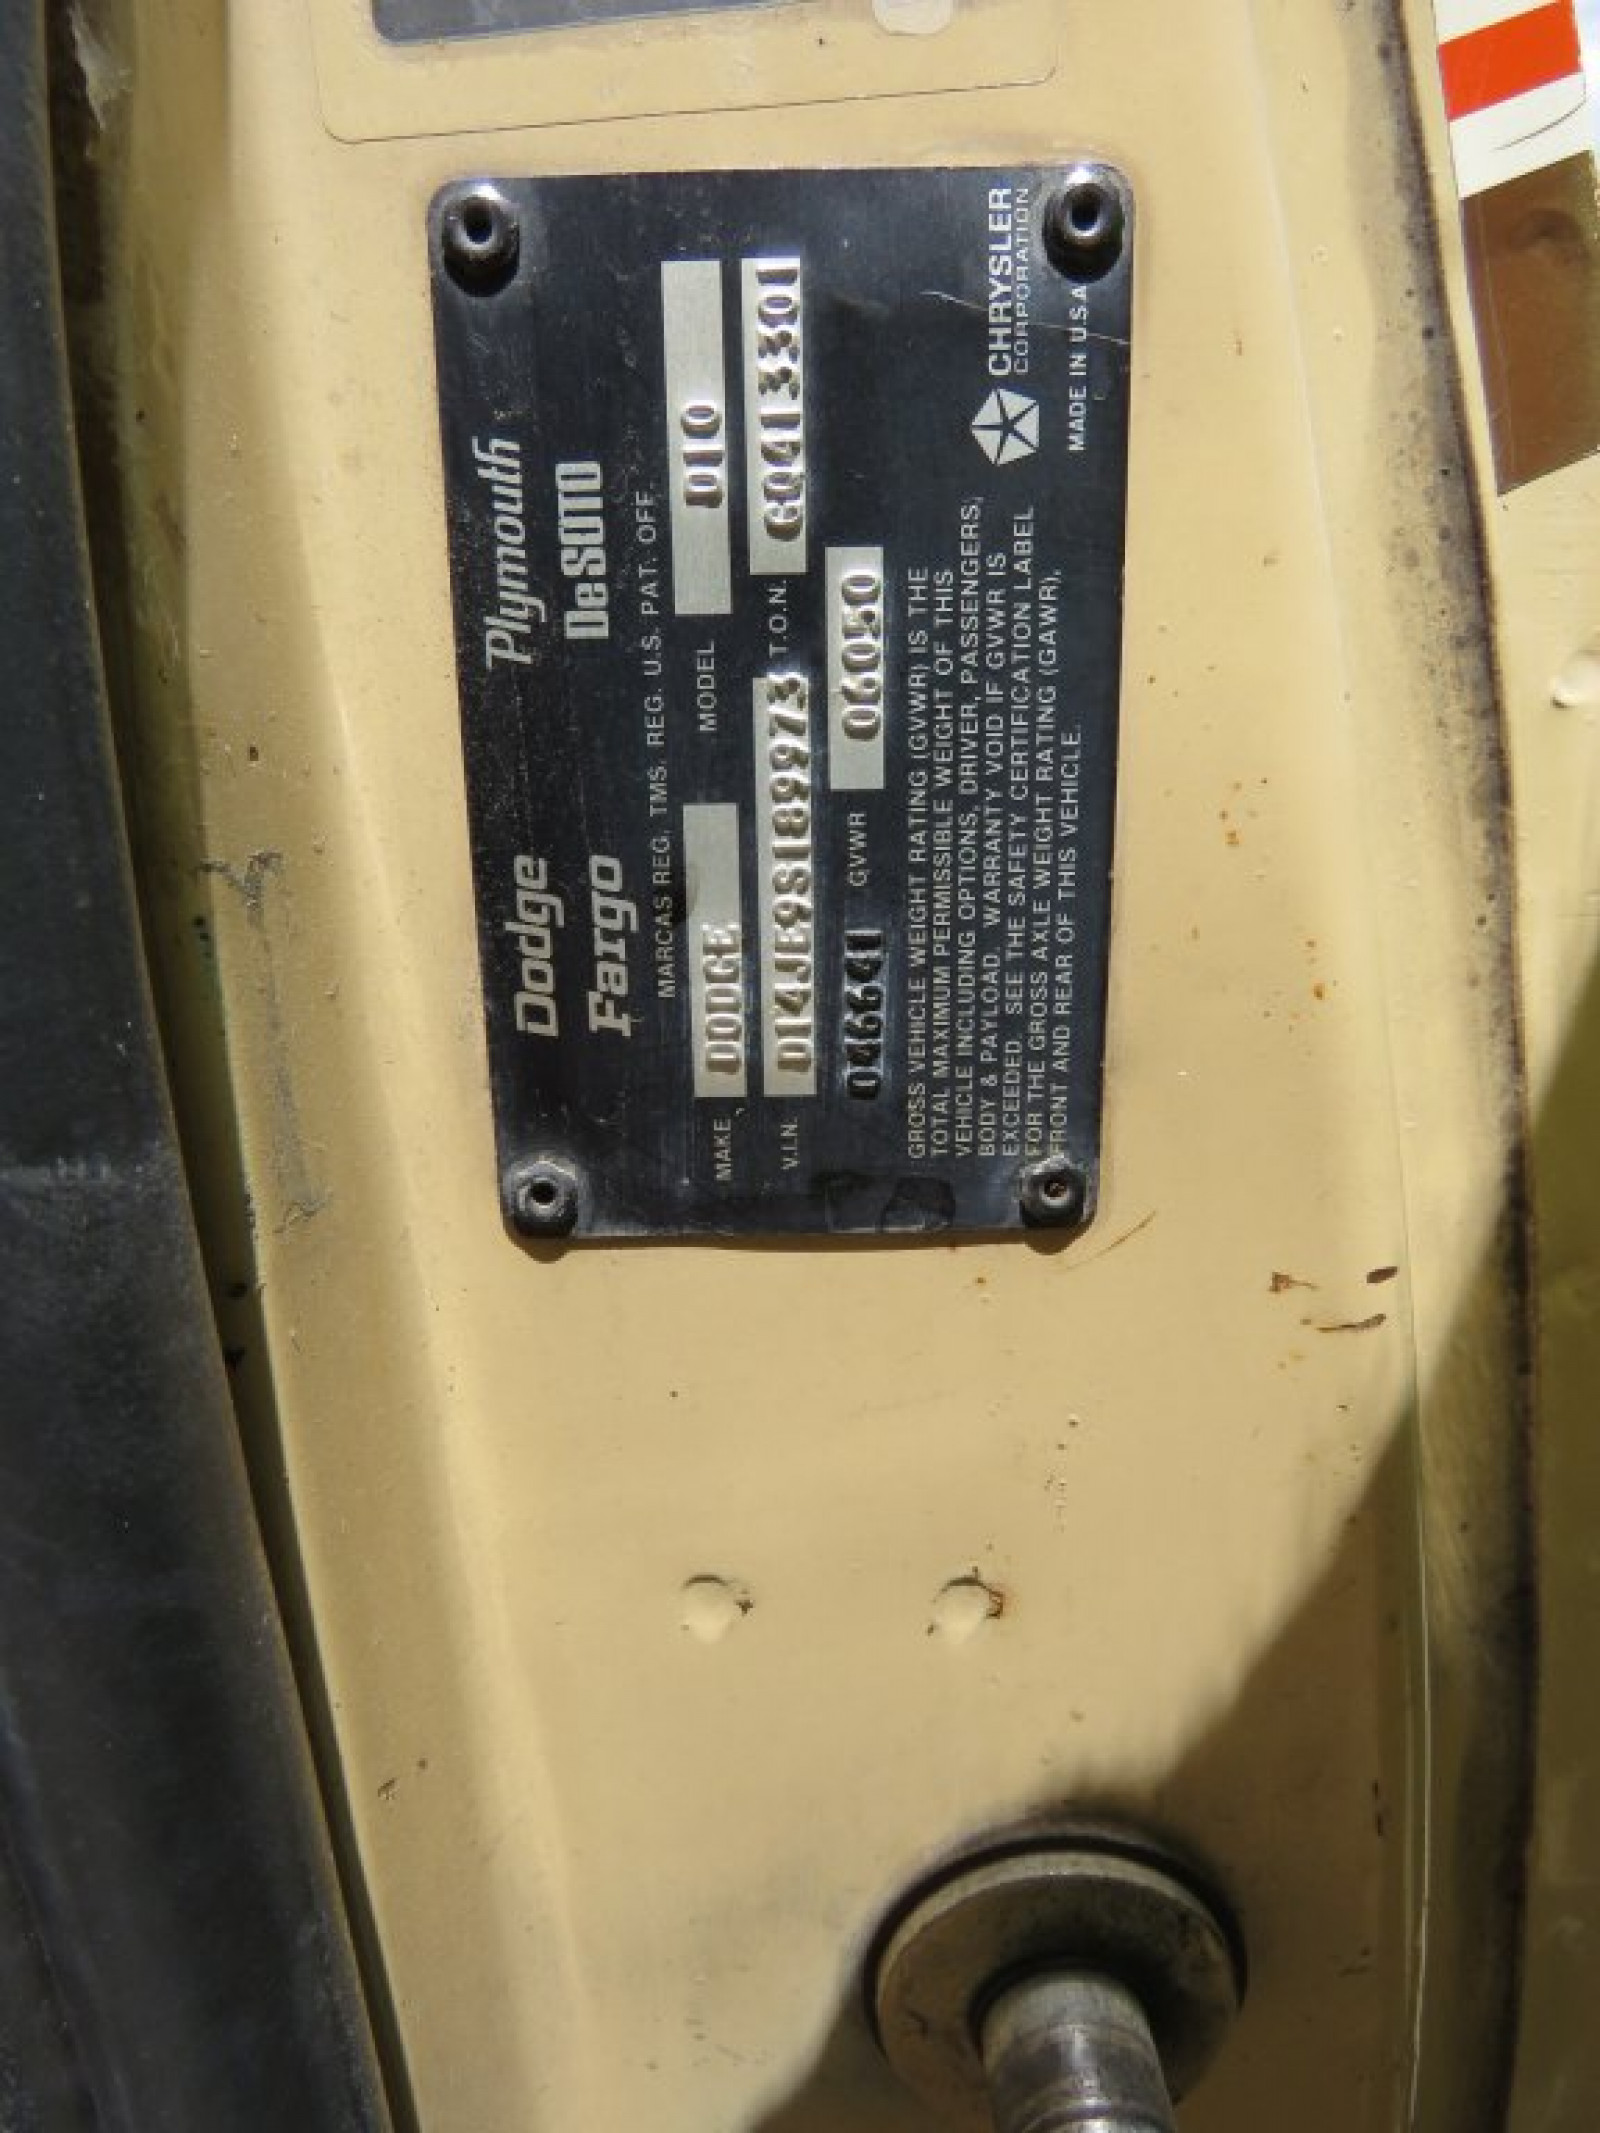 Dodge Plymouth
Fargo DeSOTO
MARCAS REG. TMS. REG. U.S. PAT. OFF.
MAKE DODGE MODEL D10
V.I.N. D14JE9S189973 T.O.N. GQ413301
0466641 GVWR 06050
GROSS VEHICLE WEIGHT RATING (GVWR) IS THE
TOTAL MAXIMUM PERMISSIBLE WEIGHT OF THIS
VEHICLE INCLUDING OPTIONS, DRIVER, PASSENGERS,
BODY & PAYLOAD. WARRANTY VOID IF GVWR IS
EXCEEDED. SEE THE SAFETY CERTIFICATION LABEL
FOR THE GROSS AXLE WEIGHT RATING (GAWR),
FRONT AND REAR OF THIS VEHICLE.
CHRYSLER
CORPORATION
MADE IN U.S.A.